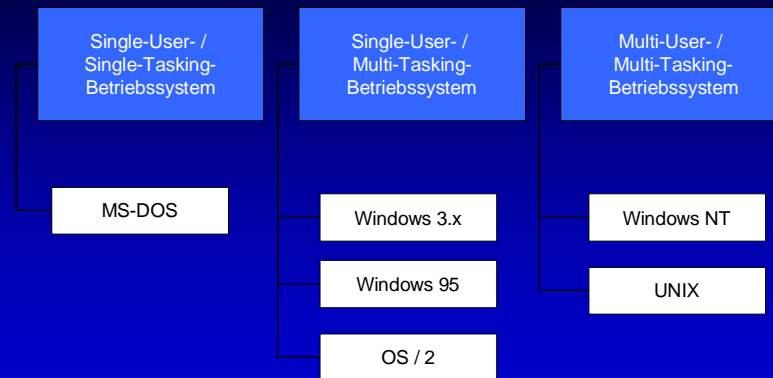 Single-User- /
Single-Tasking-
Betriebssystem
Single-User- /
Multi-Tasking-
Betriebssystem
Multi-User- /
Multi-Tasking-
Betriebssystem
MS-DOS
Windows 3.x
Windows NT
Windows 95
UNIX
OS / 2